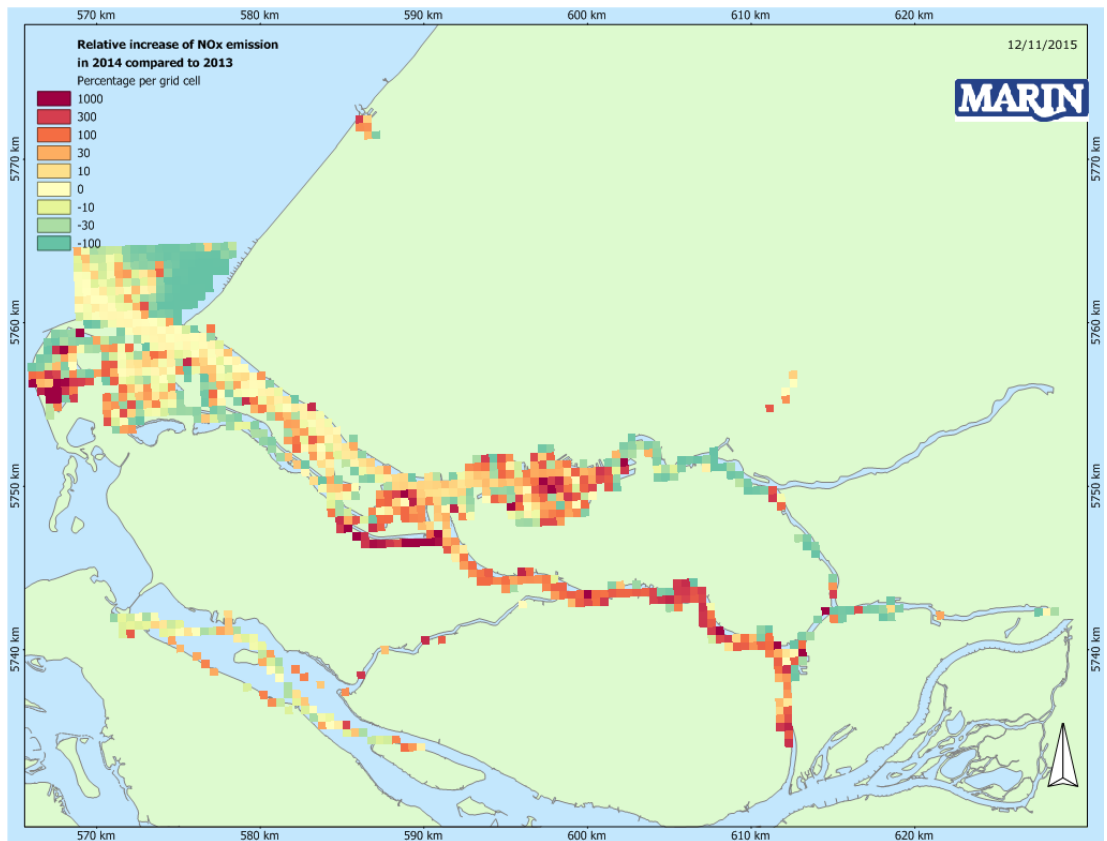 570 km 580 km 590 km 600 km 610 km 620 km
Relative increase of NOx emission
in 2014 compared to 2013
Percentage per grid cell
1000
300
100
30
10
0
-10
-30
-100
12/11/2015
MARIN
5770 km 5770 km
5760 km 5760 km
5750 km 5750 km
5740 km 5740 km
570 km 580 km 590 km 600 km 610 km 620 km